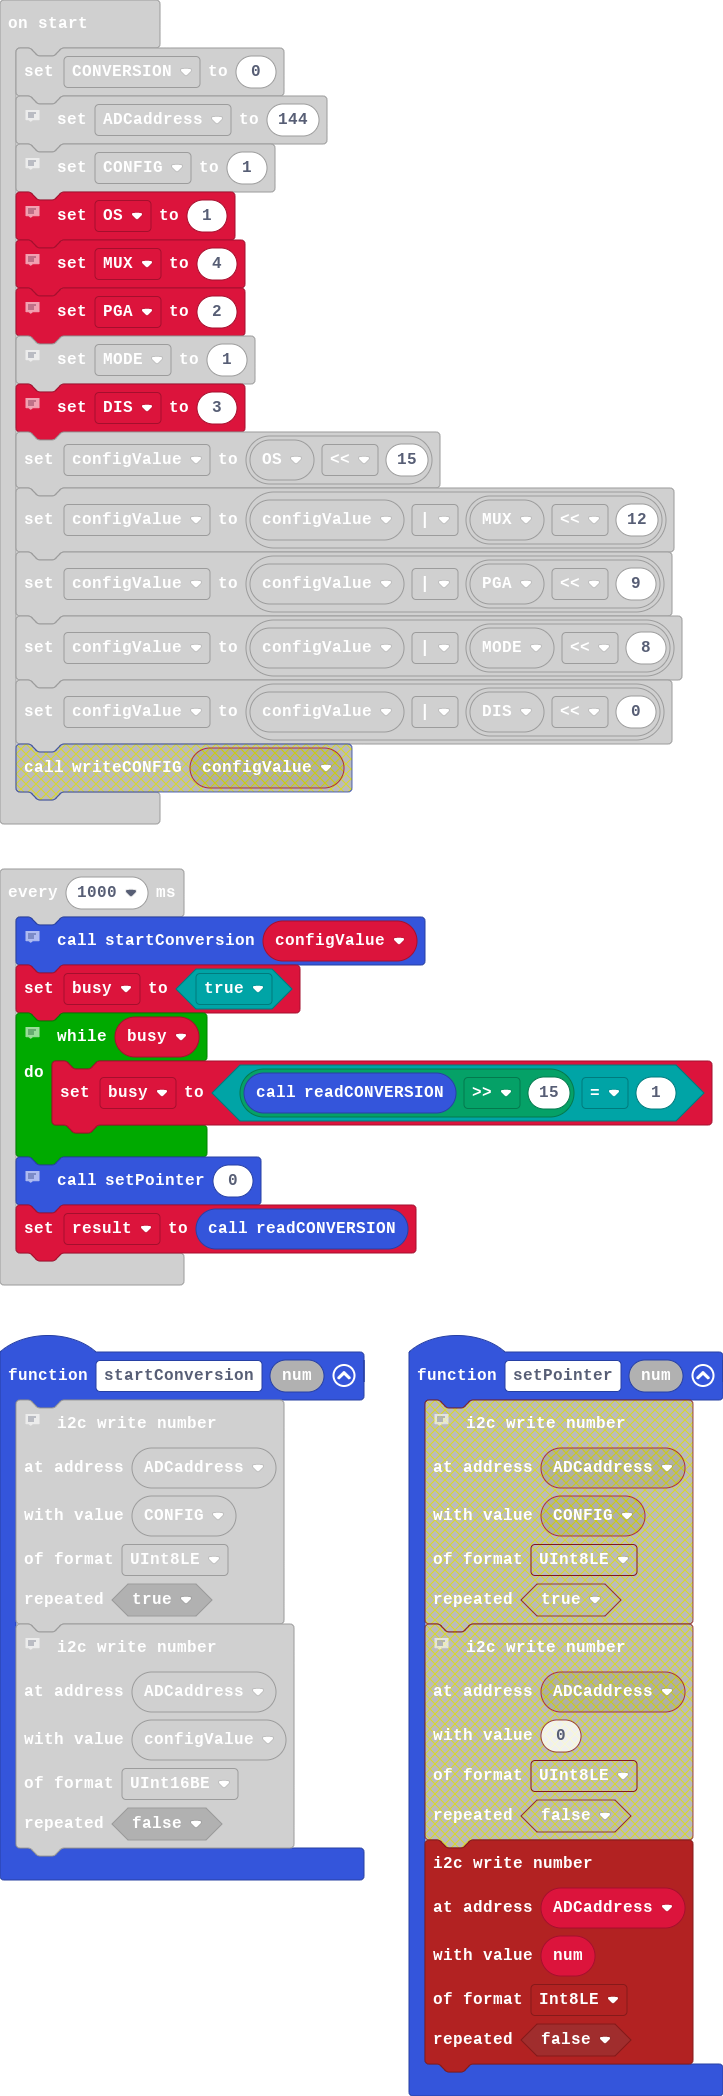 on start
set CONVERSION to 0
set ADCaddress to 144
set CONFIG to 1
set OS to 1
set MUX to 4
set PGA to 2
set MODE to 1
set DIS to 3
set configValue to OS << 15
set configValue to configValue | MUX << 12
set configValue to configValue | PGA << 9
set configValue to configValue | MODE << 8
set configValue to configValue | DIS << 0
call writeCONFIG configValue
every 1000 ms
call startConversion configValue
set busy to true
while busy
do
set busy to call readCONVERSION >> 15 = 1
call setPointer 0
set result to call readCONVERSION
function startConversion num
i2c write number
at address ADCaddress
with value CONFIG
of format UInt8LE
repeated true
i2c write number
at address ADCaddress
with value configValue
of format UInt16BE
repeated false
function setPointer num
i2c write number
at address ADCaddress
with value CONFIG
of format UInt8LE
repeated true
i2c write number
at address ADCaddress
with value 0
of format UInt8LE
repeated false
i2c write number
at address ADCaddress
with value num
of format Int8LE
repeated false